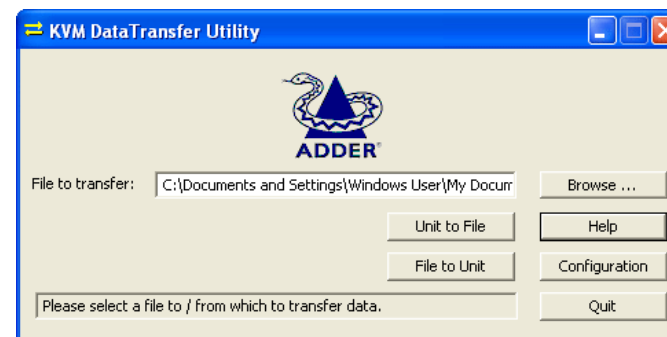 KVM DataTransfer Utility
ADDER®
File to transfer: C:\Documents and Settings\Windows User\My Docum Browse ...
Unit to File Help
File to Unit Configuration
Please select a file to / from which to transfer data. Quit